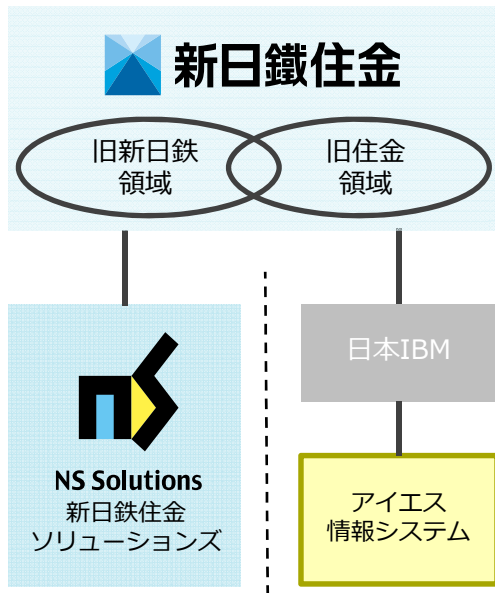 新日鐵住金
旧新日鉄
領域
旧住金
領域
日本IBM
NS Solutions
新日鉄住金
ソリューションズ
アイエス
情報システム